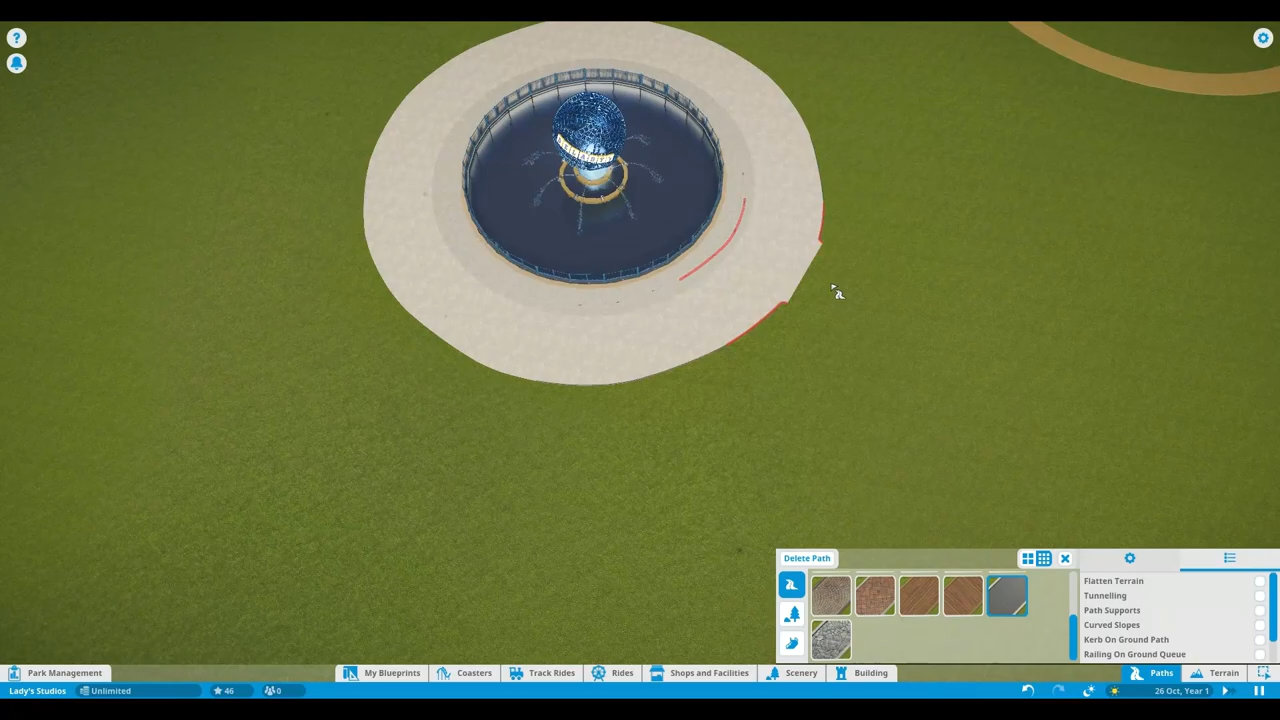 ?
Delete Path
Flatten Terrain
Tunnelling
Path Supports
Curved Slopes
Kerb On Ground Path
Railing On Ground Queue
Park Management
My Blueprints
Coasters
Track Rides
Rides
Shops and Facilities
Scenery
Building
Paths
Terrain
Lady's Studios
Unlimited
46
0
26 Oct, Year 1